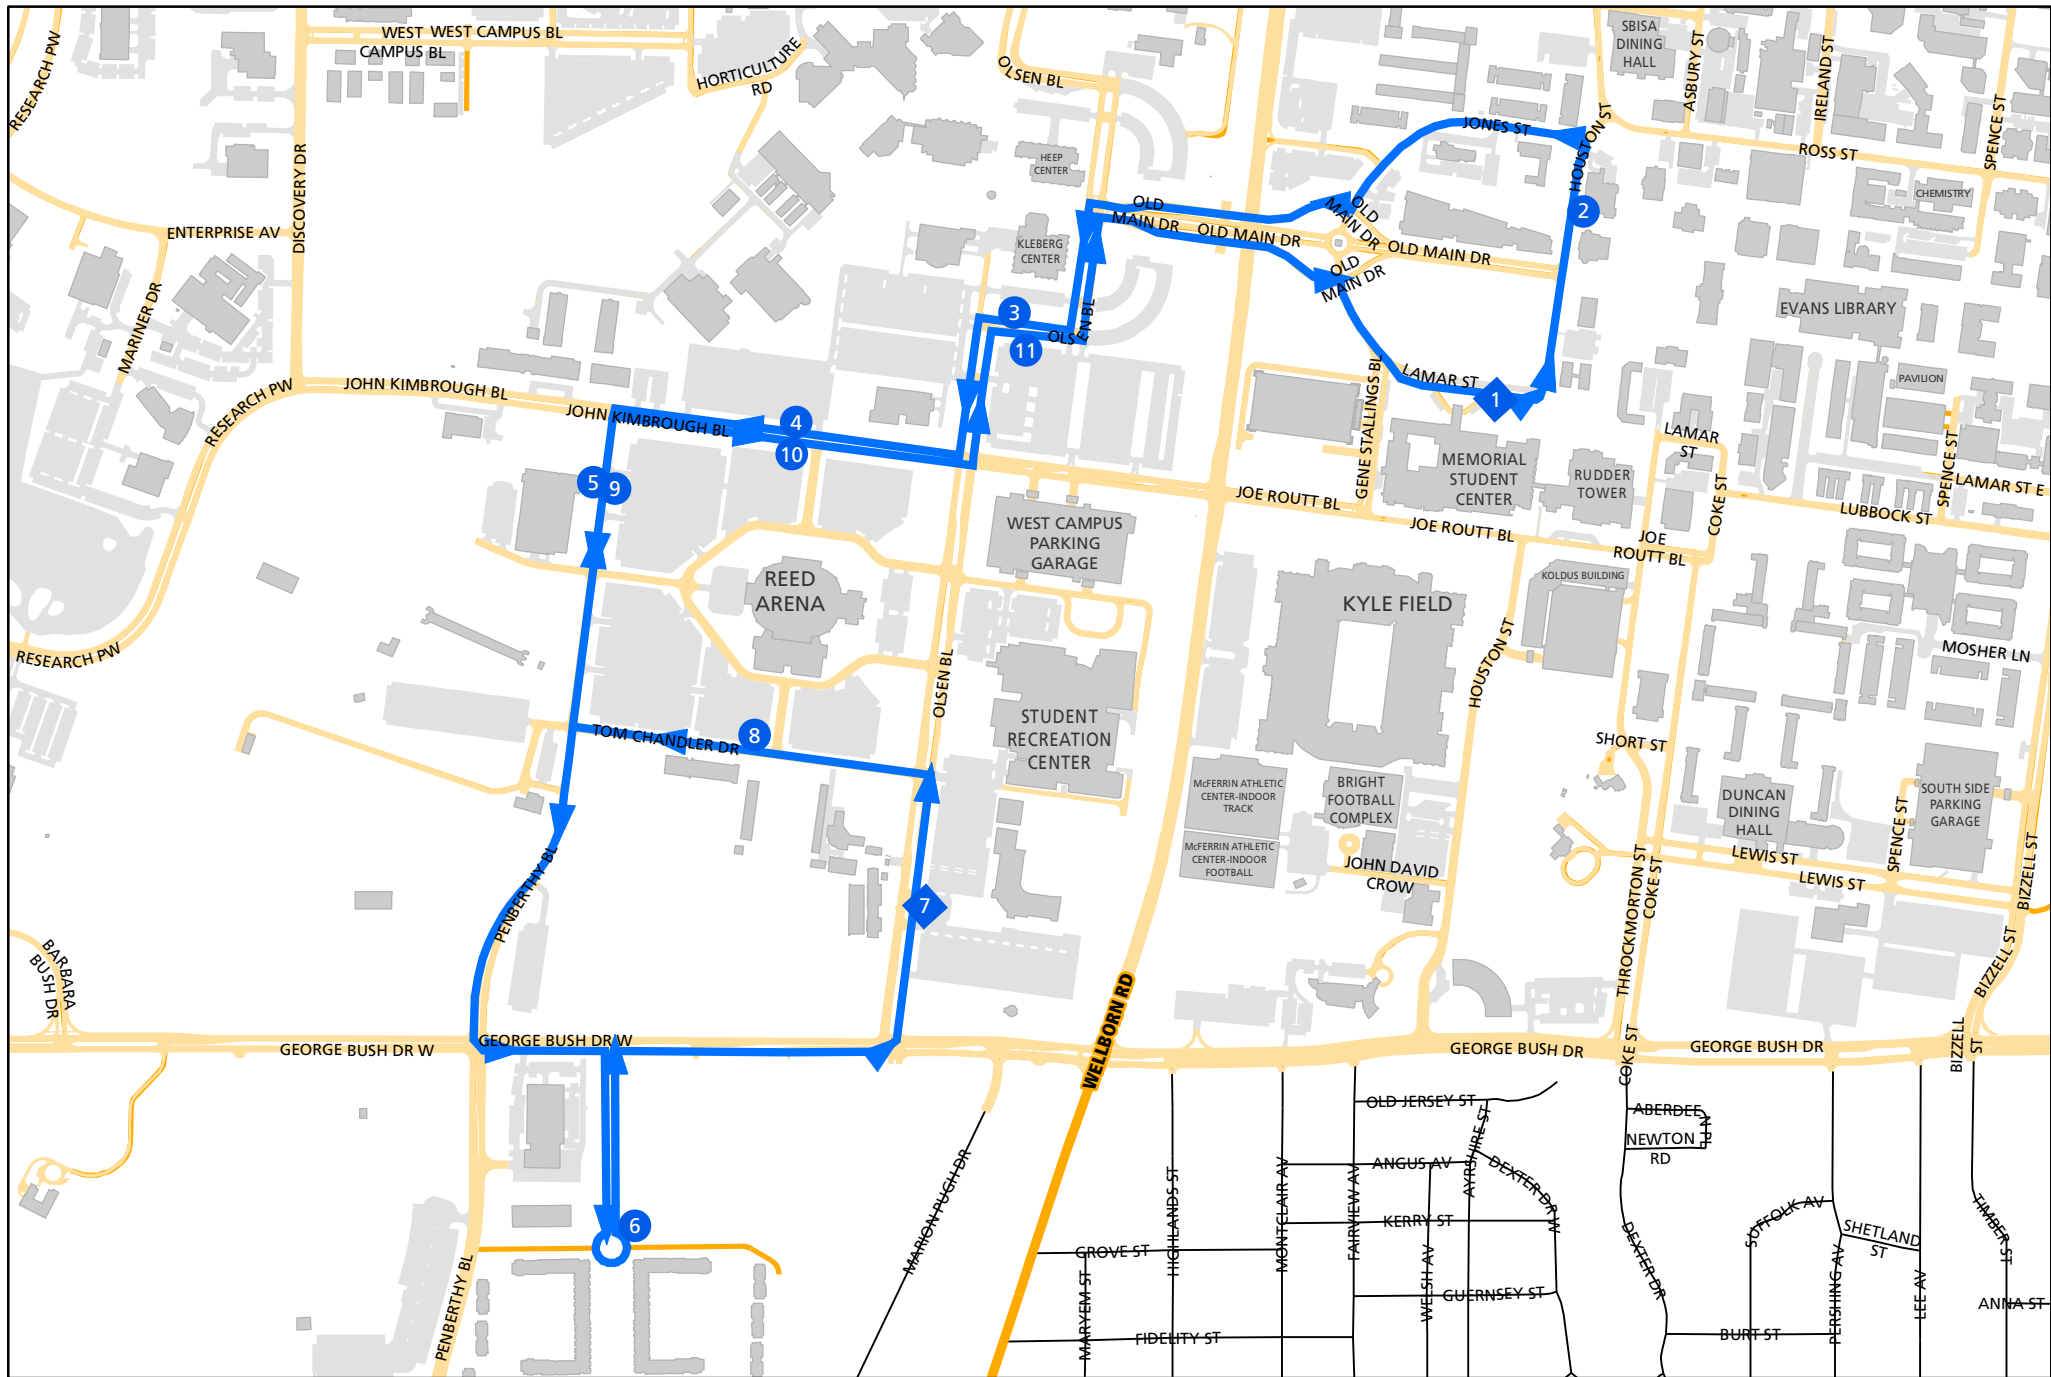 RESEARCH PW
WEST WEST CAMPUS BL
CAMPUS BL
HORTICULTURE
RD
OLSEN BL
SBISA
DINING
HALL
ASBURY ST
IRELAND ST
SPENCE ST
JONES ST
HOUSTON ST
ROSS ST
HEEP
CENTER
CHEMISTRY
DISCOVERY DR
ENTERPRISE AV
MARINER DR
OLD
MAIN DR
OLD MAIN DR
OLD
MAIN DR
OLD MAIN DR
OLD
MAIN DR
2
KLEBERG
CENTER
3
OLSEN BL
11
EVANS LIBRARY
PAVILION
LAMAR ST
1
GENE STALLINGS BL
RESEARCH PW
JOHN KIMBROUGH BL
JOHN KIMBROUGH BL
4
10
5
9
MEMORIAL
STUDENT
CENTER
RUDDER
TOWER
LAMAR
ST
COKE ST
SPENCE ST
LAMAR ST E
LUBBOCK ST
JOE ROUTT BL
JOE ROUTT BL
JOE
ROUTT BL
WEST CAMPUS
PARKING
GARAGE
REED
ARENA
KYLE FIELD
KOLDUS BUILDING
HOUSTON ST
MOSHER LN
RESEARCH PW
OLSEN BL
STUDENT
RECREATION
CENTER
TOM CHANDLER DR
8
SHORT ST
McFERRIN ATHLETIC
CENTER-INDOOR
TRACK
BRIGHT
FOOTBALL
COMPLEX
DUNCAN
DINING
HALL
SOUTH SIDE
PARKING
GARAGE
McFERRIN ATHLETIC
CENTER-INDOOR
FOOTBALL
JOHN DAVID
CROW
SPENCE ST
LEWIS ST
LEWIS ST
BIZZELL ST
THROCKMORTON ST
COKE ST
PENBERTHY BL
7
BARBARA
BUSH DR
WELLBORN RD
BIZZELL ST
GEORGE BUSH DR W
GEORGE BUSH DR W
GEORGE BUSH DR
GEORGE BUSH DR
COKE ST
BIZZELL
ST
OLD JERSEY ST
ABERDEEN PL
NEWTON
RD
AYRSHIRE ST
ANGUS AV
DEXTER DR W
MARION PUGH DR
HIGHLANDS ST
MONTCLAIR AV
FAIRVIEW AV
KERRY ST
6
GROVE ST
SUFFOLK AV
SHETLAND
ST
TIMBER ST
DEXTER DR
PENBERTHY BL
MARYEM ST
WELSH AV
GUERNSEY ST
PERSHING AV
LEE AV
ANNA ST
FIDELITY ST
BURT ST